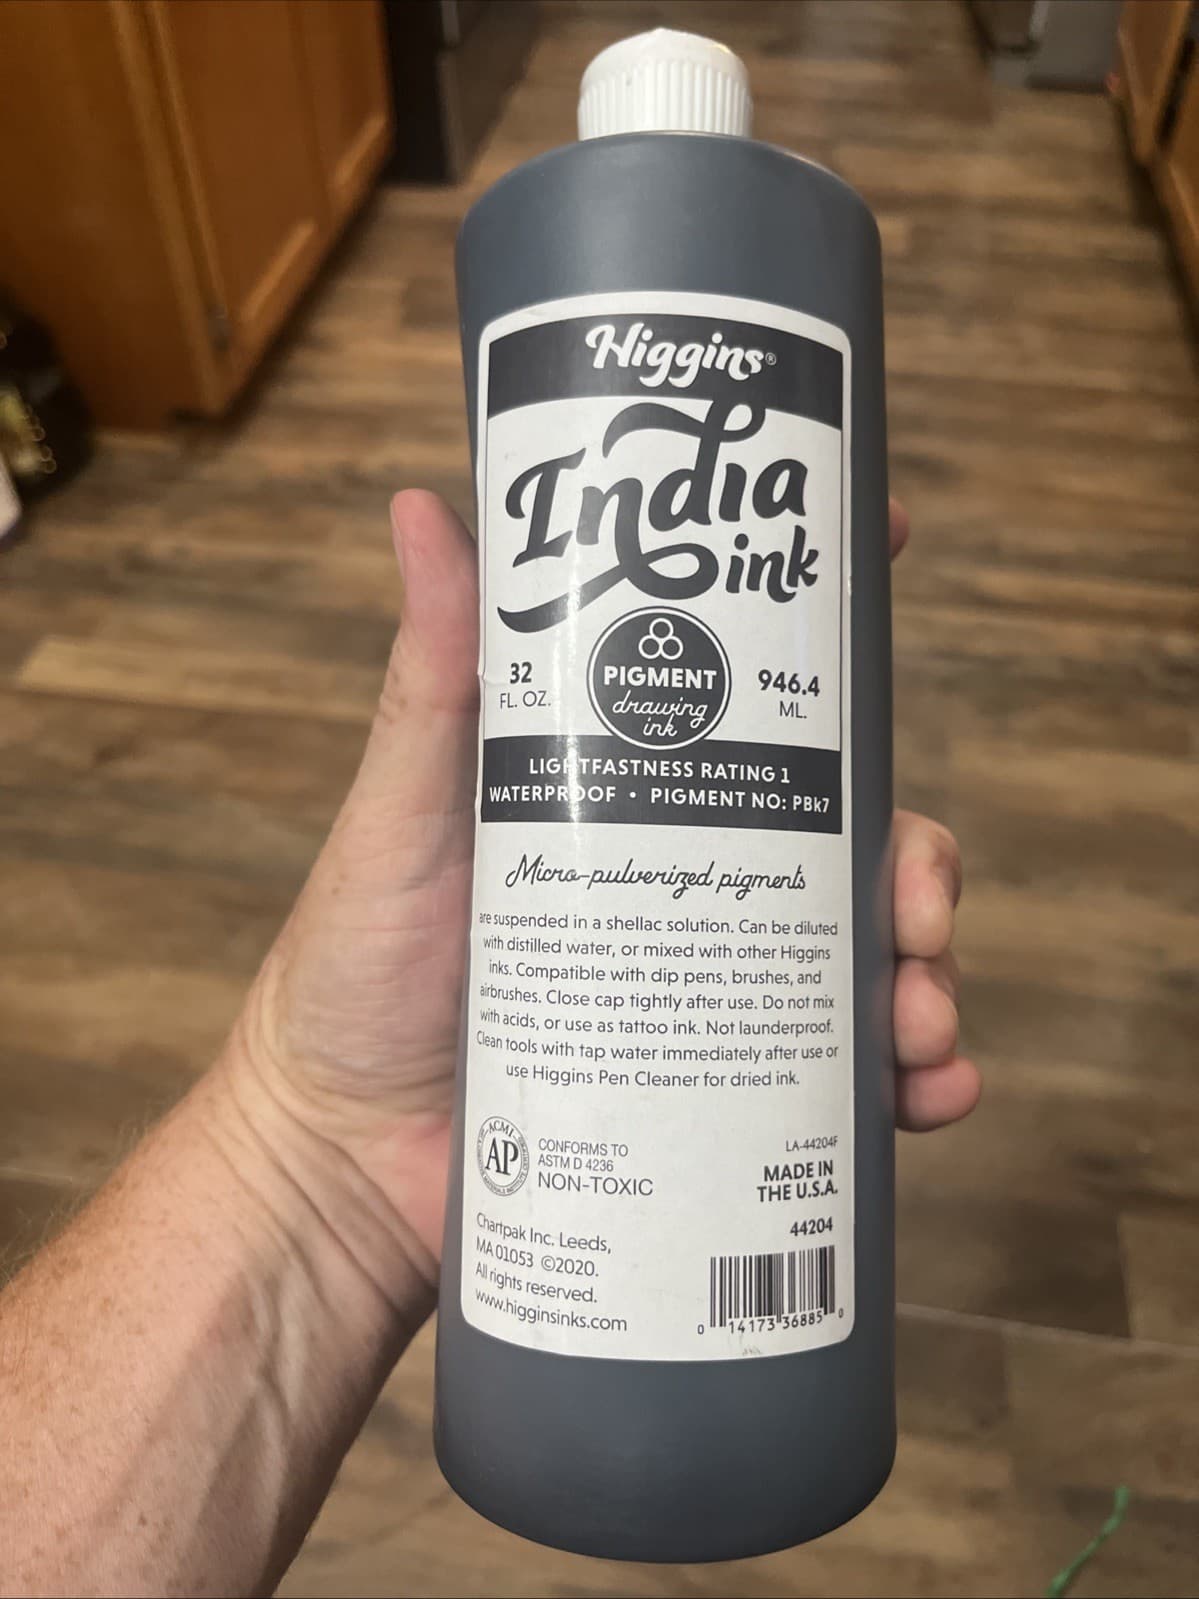 Higgins®
India
ink
32
FL. OZ.
PIGMENT
drawing
ink
946.4
ML.
LIGHTFASTNESS RATING 1
WATERPROOF • PIGMENT NO: PBk7
Micro-pulverized pigments
are suspended in a shellac solution. Can be diluted
with distilled water, or mixed with other Higgins
inks. Compatible with dip pens, brushes, and
airbrushes. Close cap tightly after use. Do not mix
with acids, or use as tattoo ink. Not launderproof.
Clean tools with tap water immediately after use or
use Higgins Pen Cleaner for dried ink.
ACMI
AP
CONFORMS TO
ASTM D 4236
NON-TOXIC
LA-44204F
MADE IN
THE U.S.A.
44204
Chartpak Inc. Leeds,
MA 01053 ©2020.
All rights reserved.
www.higginsinks.com
0 14173 36885 0